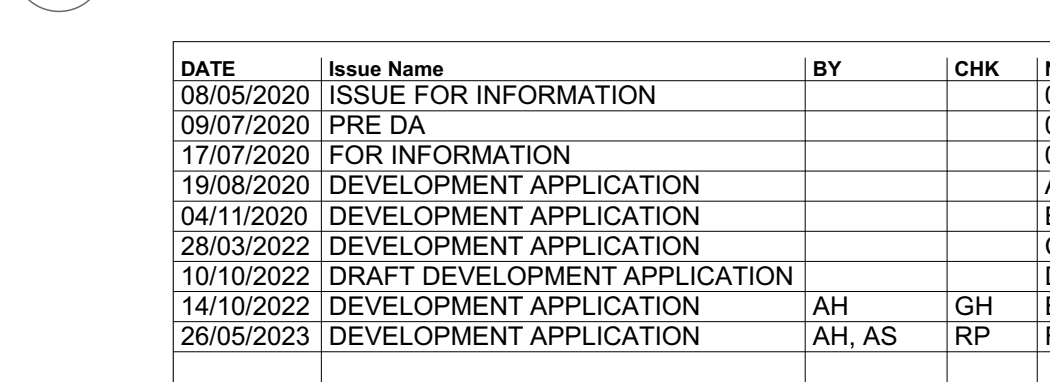 DATE Issue Name BY CHK
08/05/2020 ISSUE FOR INFORMATION
09/07/2020 PRE DA
17/07/2020 FOR INFORMATION
19/08/2020 DEVELOPMENT APPLICATION
04/11/2020 DEVELOPMENT APPLICATION
28/03/2022 DEVELOPMENT APPLICATION
10/10/2022 DRAFT DEVELOPMENT APPLICATION
14/10/2022 DEVELOPMENT APPLICATION AH GH
26/05/2023 DEVELOPMENT APPLICATION AH, AS RP